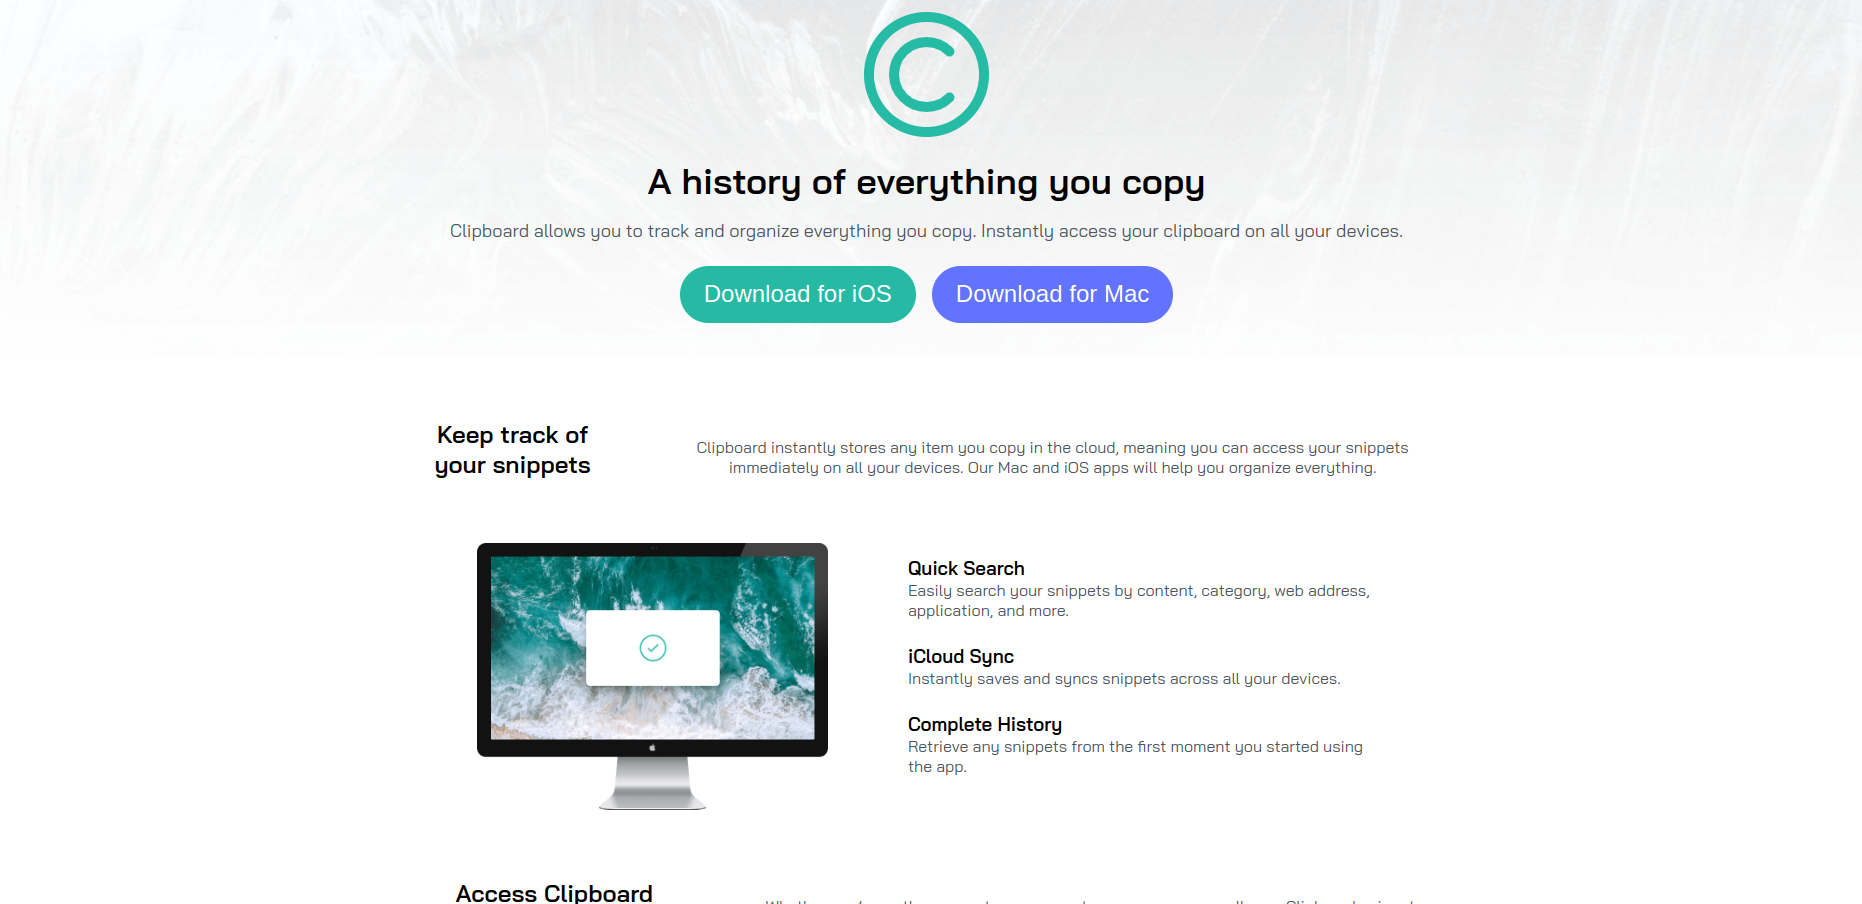 A history of everything you copy
Clipboard allows you to track and organize everything you copy. Instantly access your clipboard on all your devices.
Download for iOS
Download for Mac
Keep track of
your snippets
Clipboard instantly stores any item you copy in the cloud, meaning you can access your snippets
immediately on all your devices. Our Mac and iOS apps will help you organize everything.
Quick Search
Easily search your snippets by content, category, web address,
application, and more.
iCloud Sync
Instantly saves and syncs snippets across all your devices.
Complete History
Retrieve any snippets from the first moment you started using
the app.
Access Clipboard